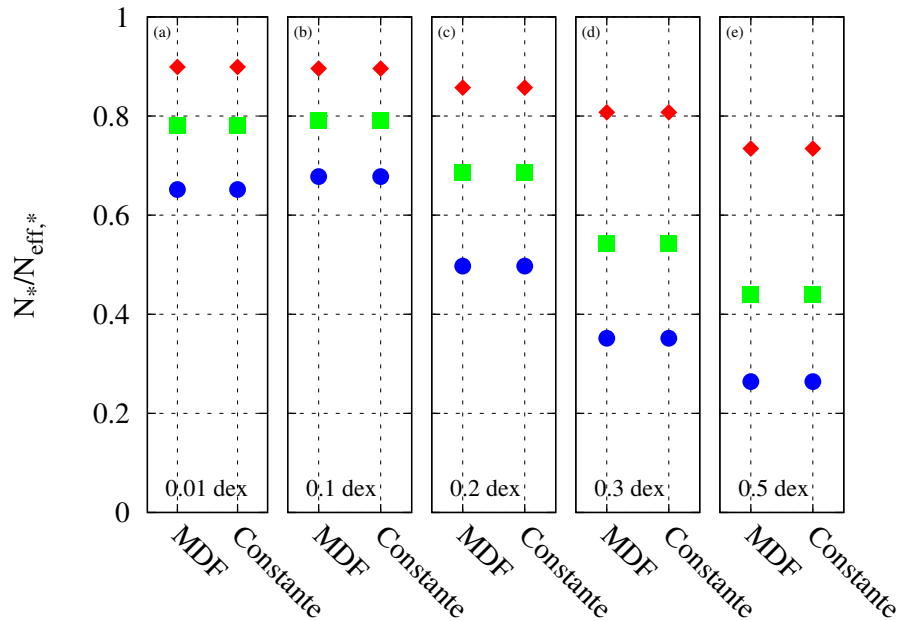 N*/Neff,*
1
0.8
0.6
0.4
0.2
0
(a)
0.01 dex
MDF
Constante
(b)
0.1 dex
MDF
Constante
(c)
0.2 dex
MDF
Constante
(d)
0.3 dex
MDF
Constante
(e)
0.5 dex
MDF
Constante